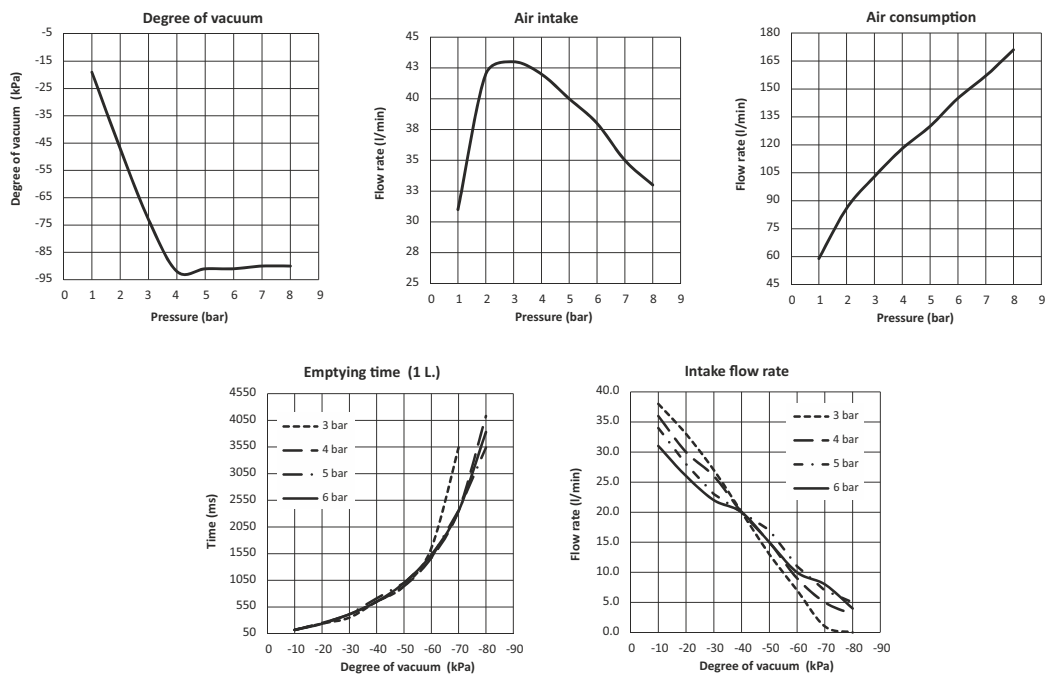 Degree of vacuum
Degree of vacuum (kPa)
-5
-15
-25
-35
-45
-55
-65
-75
-85
-95
0 1 2 3 4 5 6 7 8 9
Pressure (bar)
Air intake
Flow rate (l/min)
45
43
40
38
35
33
30
28
25
0 1 2 3 4 5 6 7 8 9
Pressure (bar)
Air consumption
Flow rate (l/min)
180
165
150
135
120
105
90
75
60
45
0 1 2 3 4 5 6 7 8 9
Pressure (bar)
Emptying time (1 L.)
Time (ms)
4550
4050
3550
3050
2550
2050
1550
1050
550
50
3 bar
4 bar
5 bar
6 bar
0 -10 -20 -30 -40 -50 -60 -70 -80 -90
Degree of vacuum (kPa)
Intake flow rate
Flow rate (l/min)
40.0
35.0
30.0
25.0
20.0
15.0
10.0
5.0
0.0
3 bar
4 bar
5 bar
6 bar
0 -10 -20 -30 -40 -50 -60 -70 -80 -90
Degree of vacuum (kPa)